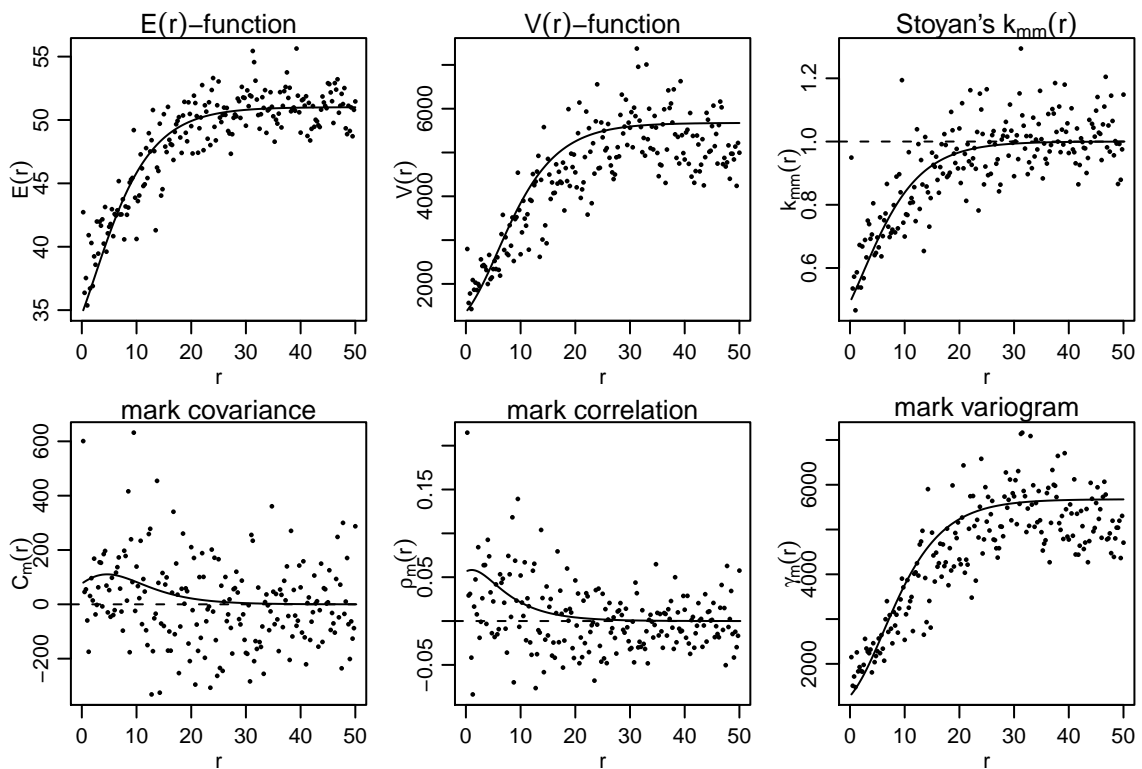 E(r)−function
E(r)
35 40 45 50 55
0 10 20 30 40 50
r
V(r)−function
V(r)
2000 4000 6000
0 10 20 30 40 50
r
Stoyan's kmm(r)
kmm(r)
0.6 0.8 1.0 1.2
0 10 20 30 40 50
r
mark covariance
Cm(r)
−200 0 200 400 600
0 10 20 30 40 50
r
mark correlation
ρm(r)
−0.05 0.05 0.15
0 10 20 30 40 50
r
mark variogram
γm(r)
2000 4000 6000
0 10 20 30 40 50
r